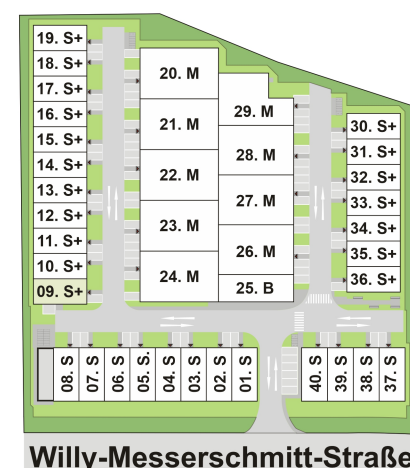 19. S+
18. S+
17. S+
16. S+
15. S+
14. S+
13. S+
12. S+
11. S+
10. S+
09. S+
20. M
21. M
22. M
23. M
24. M
29. M
28. M
27. M
26. M
25. B
30. S+
31. S+
32. S+
33. S+
34. S+
35. S+
36. S+
08. S
07. S
06. S
05. S.
04. S
03. S
02. S
01. S
40. S
39. S
38. S
37. S
Willy-Messerschmitt-Straße